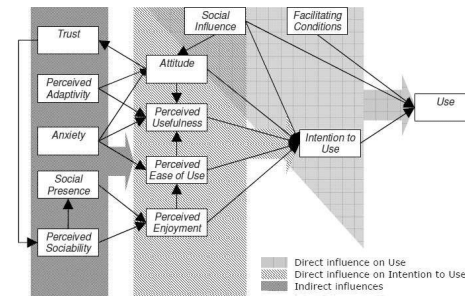 Social
Influence
Facilitating
Conditions
Trust
Attitude
Perceived
Adaptivity
Perceived
Usefulness
Use
Anxiety
Intention to
Use
Perceived
Ease of Use
Social
Presence
Perceived
Enjoyment
Perceived
Sociability
Direct influence on Use
Direct influence on Intention to Use
Indirect influences